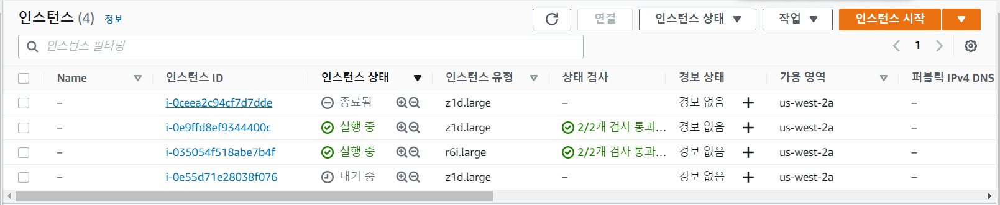 인스턴스 (4) 정보
연결 인스턴스 상태 작업 인스턴스 시작
인스턴스 필터링
1
Name 인스턴스 ID 인스턴스 상태 인스턴스 유형 상태 검사 경보 상태 가용 영역 퍼블릭 IPv4 DNS
– i-0ceea2c94cf7d7dde 종료됨 z1d.large – 경보 없음 + us-west-2a –
– i-0e9ffd8ef9344400c 실행 중 z1d.large 2/2개 검사 통과... 경보 없음 + us-west-2a –
– i-035054f518abe7b4f 실행 중 r6i.large 2/2개 검사 통과... 경보 없음 + us-west-2a –
– i-0e55d71e28038f076 대기 중 z1d.large – 경보 없음 + us-west-2a –